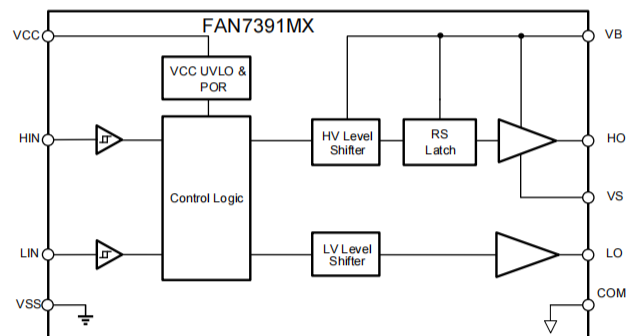 FAN7391MX
VCC
VB
VCC UVLO &
POR
HIN
HV Level
Shifter
RS
Latch
HO
Control Logic
VS
LIN
LV Level
Shifter
LO
VSS
COM